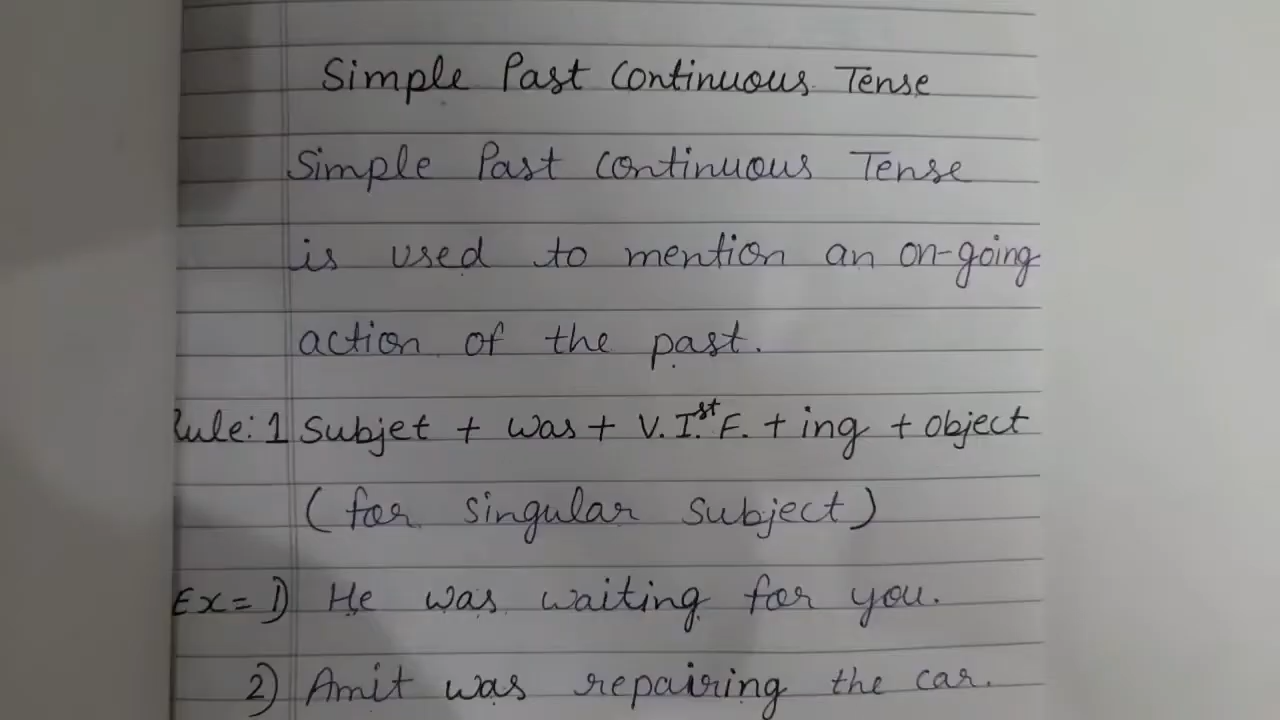 Simple Past Continuous Tense
Simple Past Continuous Tense
is used to mention an on-going
action of the past.
Rule: 1 Subjet + was + V. Ist. F. + ing + object
(for singular subject)
Ex = 1) He was waiting for you.
2) Amit was repairing the car.